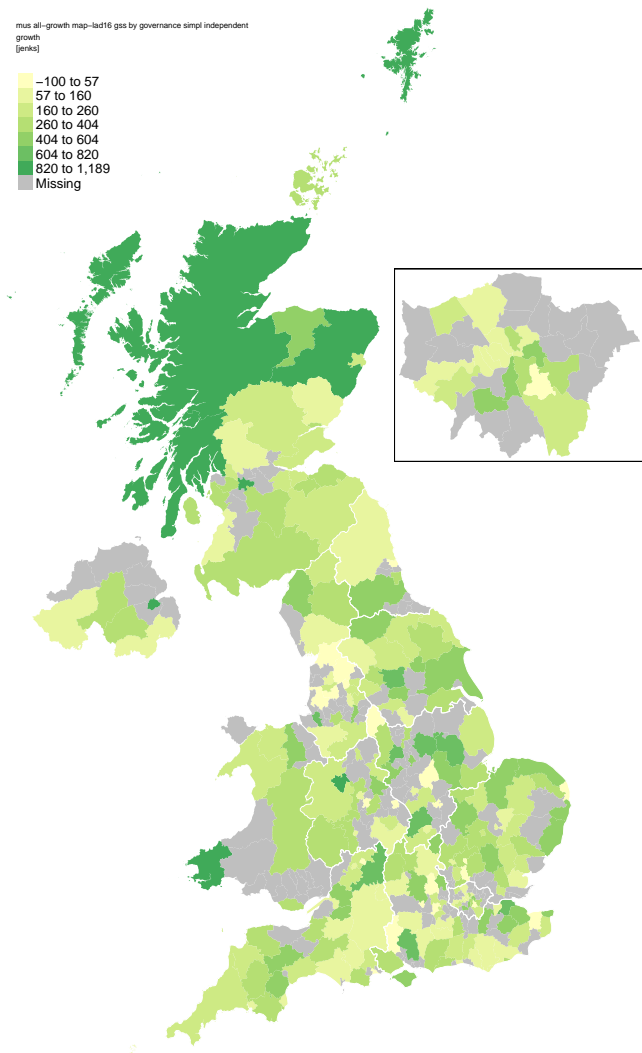 mus all−growth map−lad16 gss by governance simpl independent
growth
[jenks]
−100 to 57
57 to 160
160 to 260
260 to 404
404 to 604
604 to 820
820 to 1,189
Missing